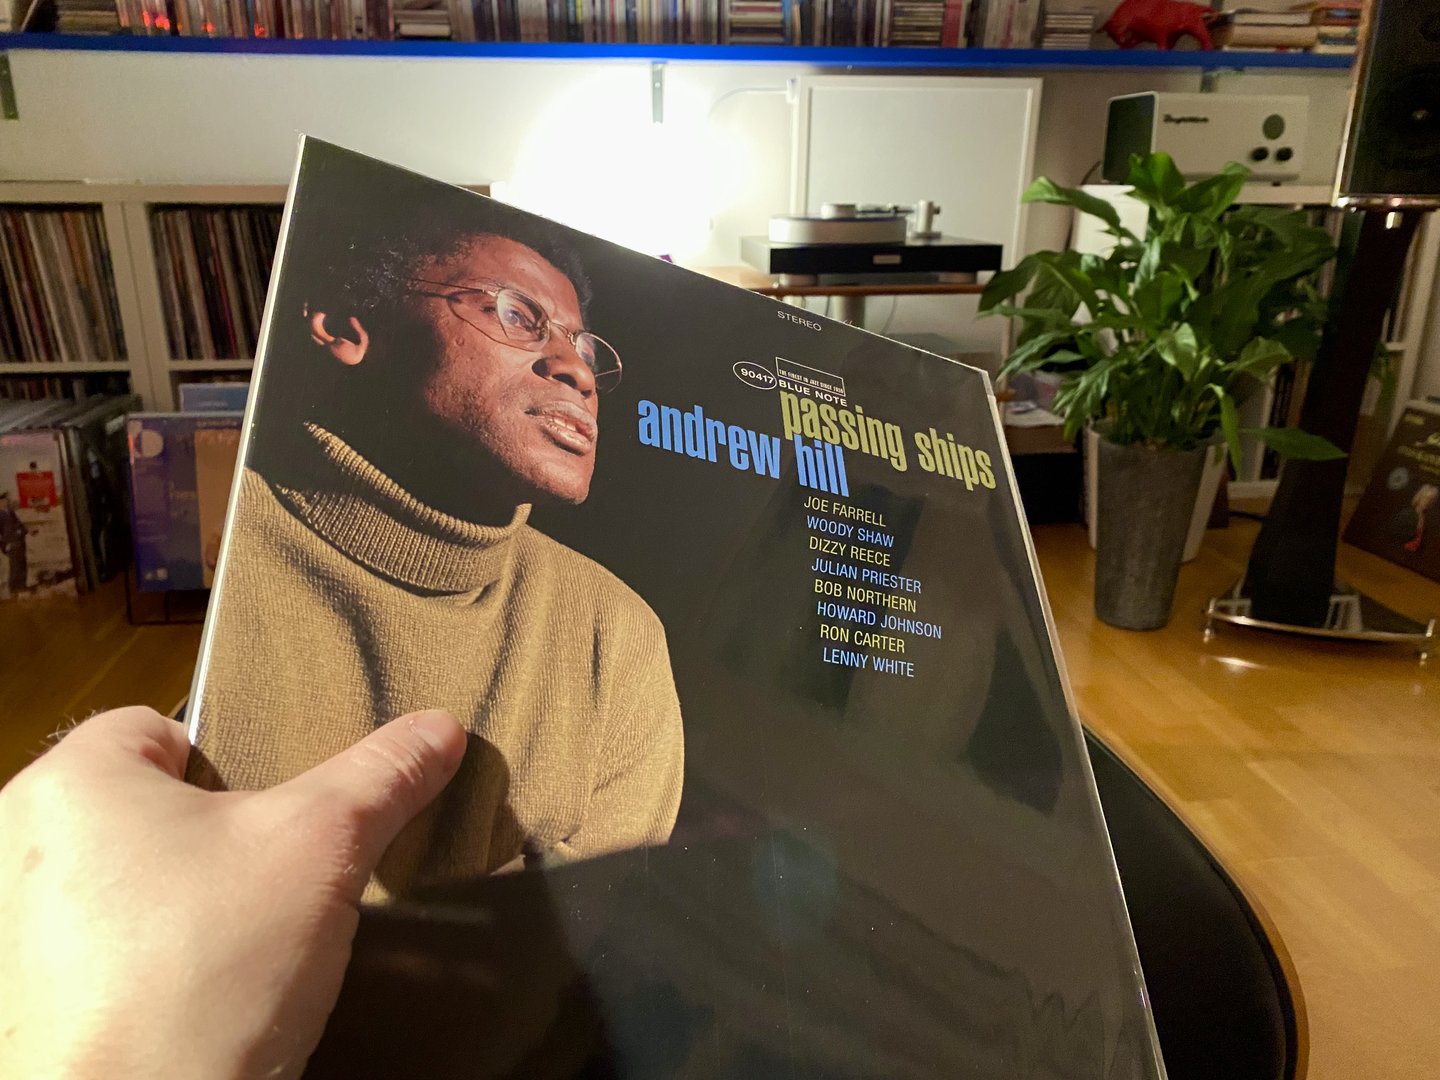 STEREO
90417
THE FINEST IN JAZZ SINCE 1939
BLUE NOTE
passing ships
andrew hill
JOE FARRELL
WOODY SHAW
DIZZY REECE
JULIAN PRIESTER
BOB NORTHERN
HOWARD JOHNSON
RON CARTER
LENNY WHITE